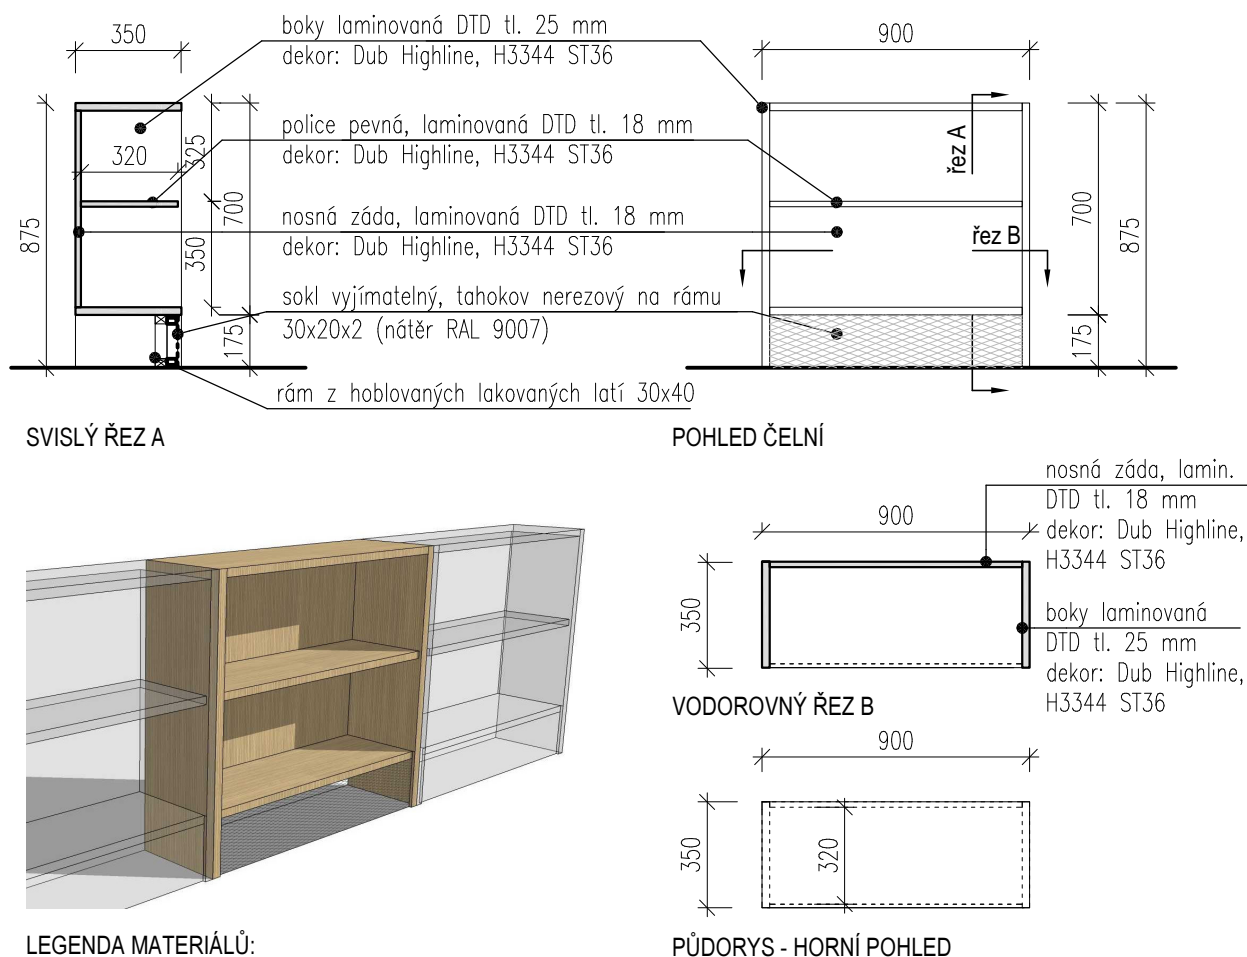 350
boky laminovaná DTD tl. 25 mm
dekor: Dub Highline, H3344 ST36
900
police pevná, laminovaná DTD tl. 18 mm
dekor: Dub Highline, H3344 ST36
320
325
700
875
350
175
nosná záda, laminovaná DTD tl. 18 mm
dekor: Dub Highline, H3344 ST36
sokl vyjímatelný, tahokov nerezový na rámu
30x20x2 (nátěr RAL 9007)
rám z hoblovaných lakovaných latí 30x40
řez A
řez B
700
875
175
SVISLÝ ŘEZ A
POHLED ČELNÍ
nosná záda, lamin.
DTD tl. 18 mm
dekor: Dub Highline,
H3344 ST36
900
350
boky laminovaná
DTD tl. 25 mm
dekor: Dub Highline,
H3344 ST36
VODOROVNÝ ŘEZ B
900
350
320
LEGENDA MATERIÁLŮ:
PŮDORYS - HORNÍ POHLED